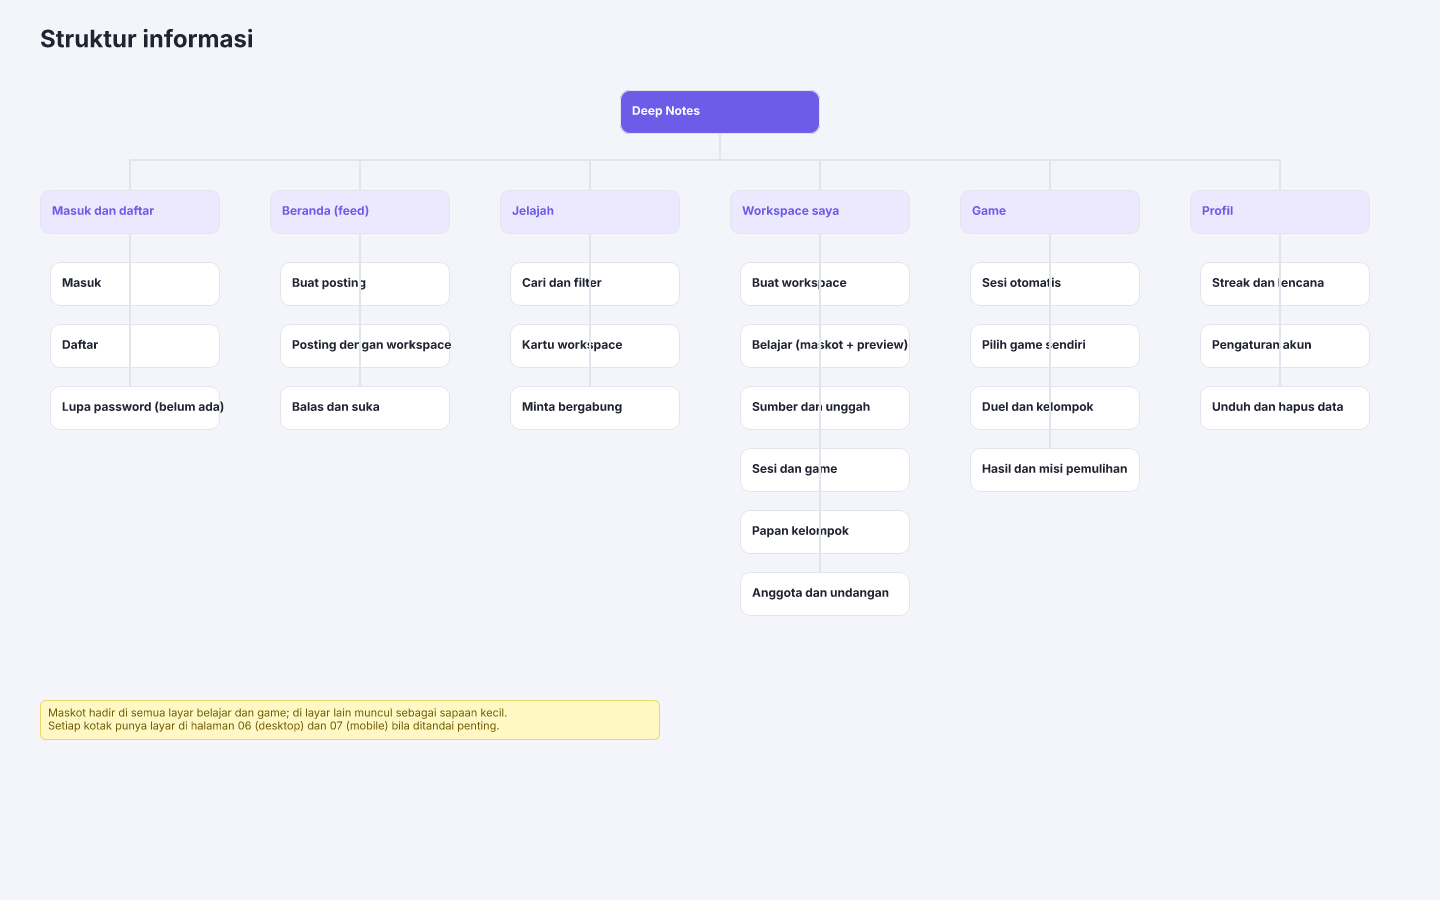 Struktur informasi
Deep Notes
Masuk dan daftar
Masuk
Daftar
Lupa password (belum ada)
Beranda (feed)
Buat posting
Posting dengan workspace
Balas dan suka
Jelajah
Cari dan filter
Kartu workspace
Minta bergabung
Workspace saya
Buat workspace
Belajar (maskot + preview)
Sumber dan unggah
Sesi dan game
Papan kelompok
Anggota dan undangan
Game
Sesi otomatis
Pilih game sendiri
Duel dan kelompok
Hasil dan misi pemulihan
Profil
Streak dan lencana
Pengaturan akun
Unduh dan hapus data
Maskot hadir di semua layar belajar dan game; di layar lain muncul sebagai sapaan kecil.
Setiap kotak punya layar di halaman 06 (desktop) dan 07 (mobile) bila ditandai penting.